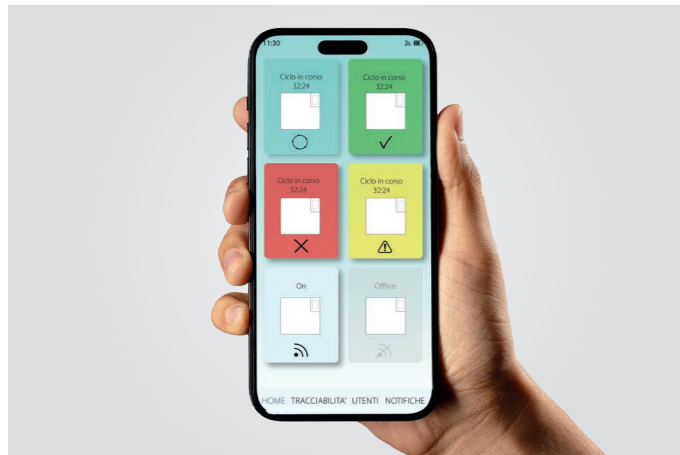 11:30
Ciclo in corso
32:24
Ciclo in corso
32:24
Ciclo in corso
32:24
Ciclo in corso
32:24
On
Offline
HOME TRACCIABILITA' UTENTI NOTIFICHE